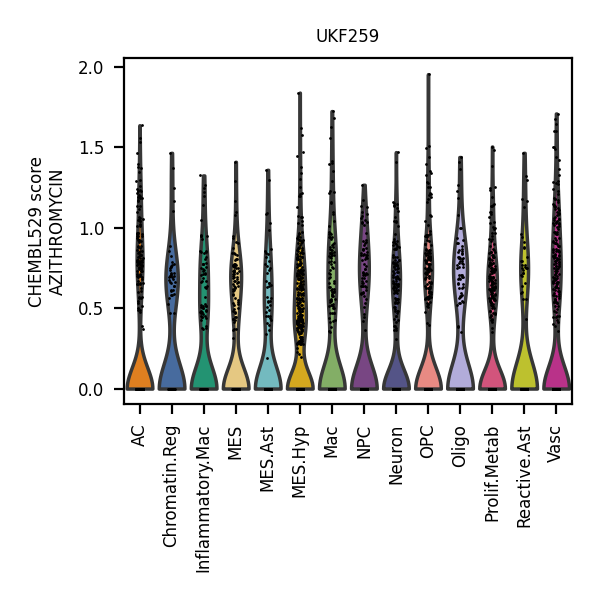 UKF259
CHEMBL529 score
AZITHROMYCIN
2.0
1.5
1.0
0.5
0.0
AC
Chromatin.Reg
Inflammatory.Mac
MES
MES.Ast
MES.Hyp
Mac
NPC
Neuron
OPC
Oligo
Prolif.Metab
Reactive.Ast
Vasc